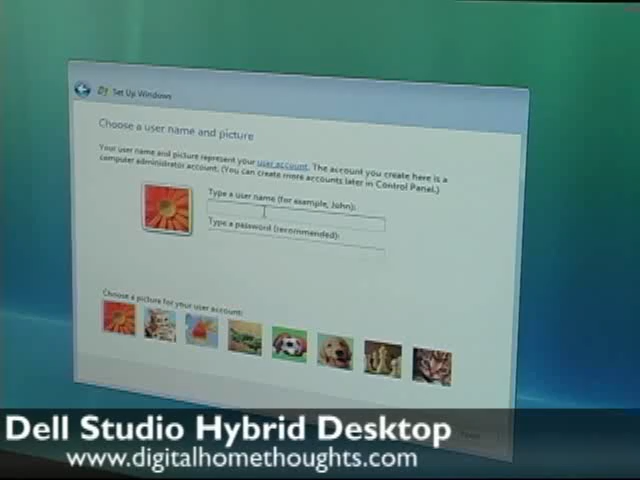 Set Up Windows
Choose a user name and picture
Your user name and picture represent your user account. The account you create here is a
computer administrator account. (You can create more accounts later in Control Panel.)
Type a user name (for example, John):
Type a password (recommended):
Choose a picture for your user account:
Dell Studio Hybrid Desktop
www.digitalhomethoughts.com